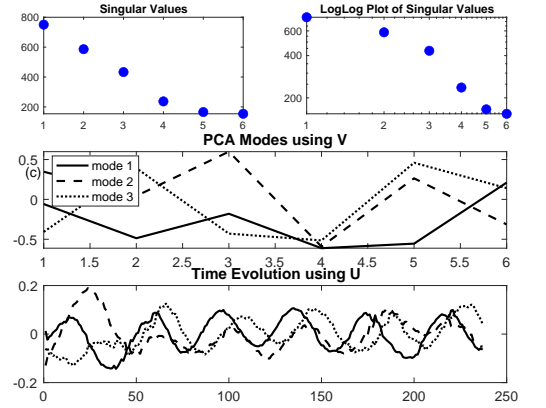 Singular Values
800
600
400
200
1 2 3 4 5 6
LogLog Plot of Singular Values
800
600
400
200
1 2 3 4 5 6
PCA Modes using V
0.5
(c)
0
-0.5
mode 1
mode 2
mode 3
1 1.5 2 2.5 3 3.5 4 4.5 5 5.5 6
Time Evolution using U
0.2
0
-0.2
0 50 100 150 200 250